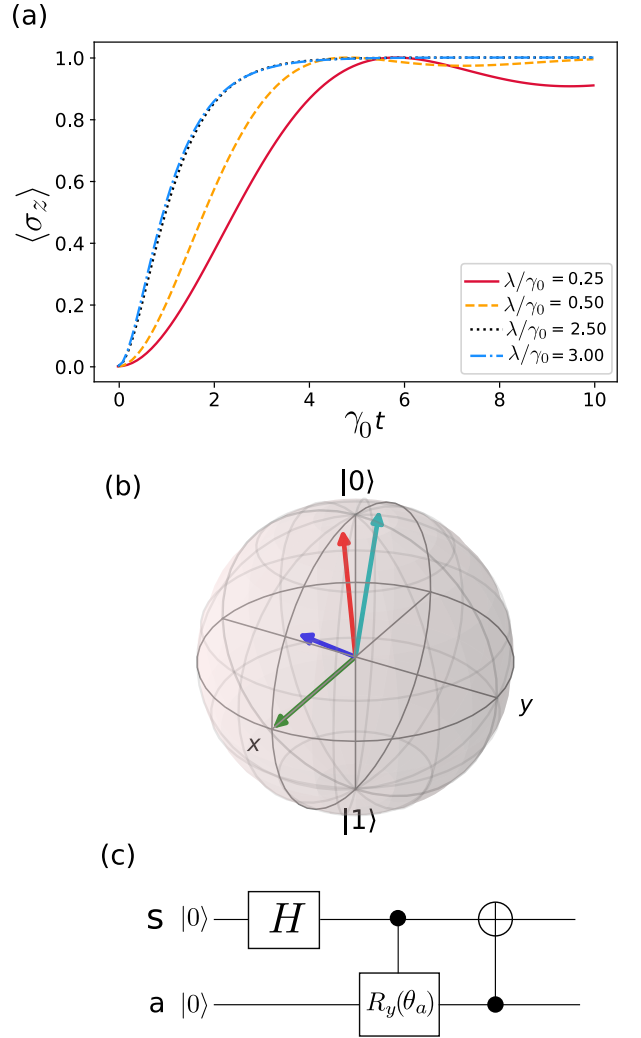 (a)
1.0
0.8
0.6
0.4
0.2
0.0
⟨σz⟩
λ/γ0 = 0.25
λ/γ0 = 0.50
λ/γ0 = 2.50
λ/γ0 = 3.00
0 2 4 6 8 10
γ0t
(b)
|0⟩
y
x
|1⟩
(c)
S |0⟩ H
a |0⟩ Ry(θa)